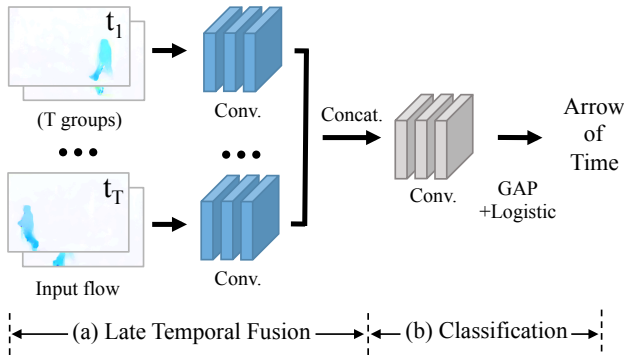 t1
(T groups)
Conv.
Concat.
Conv.
GAP
+Logistic
Arrow
of
Time
tT
Input flow
Conv.
(a) Late Temporal Fusion
(b) Classification